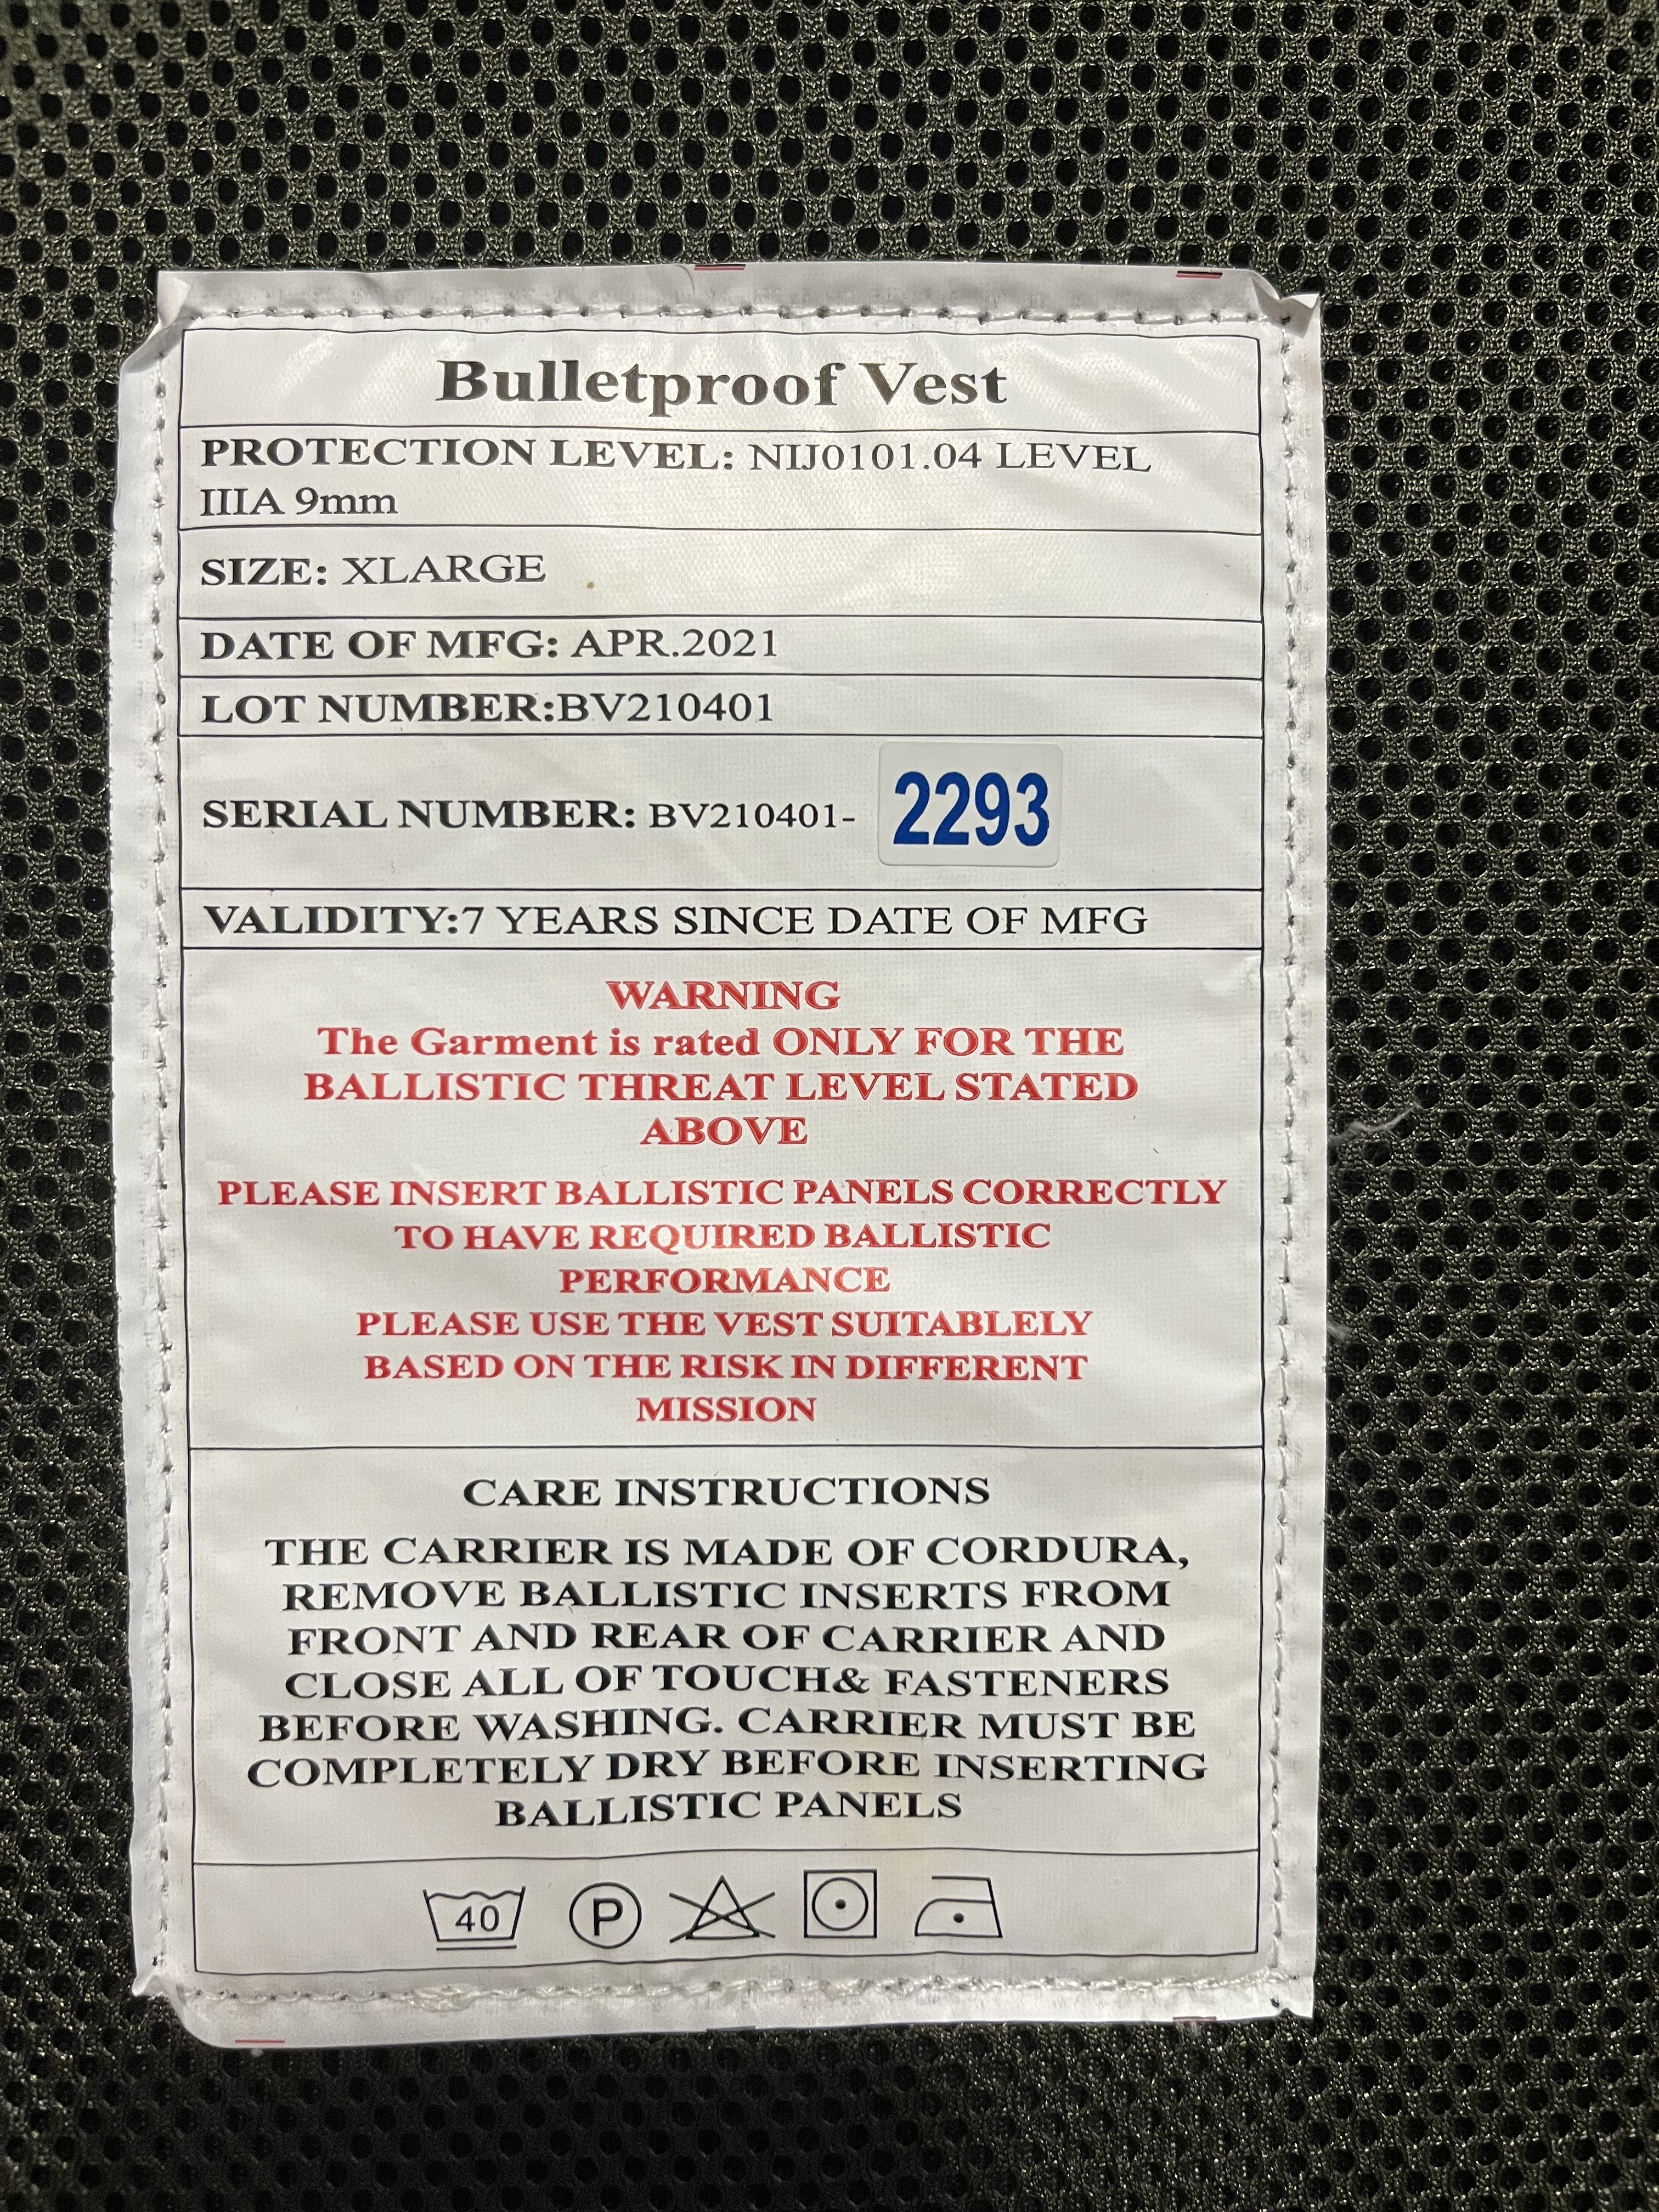 Bulletproof Vest
PROTECTION LEVEL: NIJ0101.04 LEVEL
IIIA 9mm
SIZE: XLARGE
DATE OF MFG: APR.2021
LOT NUMBER:BV210401
SERIAL NUMBER: BV210401- 2293
VALIDITY:7 YEARS SINCE DATE OF MFG
WARNING
The Garment is rated ONLY FOR THE
BALLISTIC THREAT LEVEL STATED
ABOVE
PLEASE INSERT BALLISTIC PANELS CORRECTLY
TO HAVE REQUIRED BALLISTIC
PERFORMANCE
PLEASE USE THE VEST SUITABLELY
BASED ON THE RISK IN DIFFERENT
MISSION
CARE INSTRUCTIONS
THE CARRIER IS MADE OF CORDURA,
REMOVE BALLISTIC INSERTS FROM
FRONT AND REAR OF CARRIER AND
CLOSE ALL OF TOUCH& FASTENERS
BEFORE WASHING. CARRIER MUST BE
COMPLETELY DRY BEFORE INSERTING
BALLISTIC PANELS
40 P